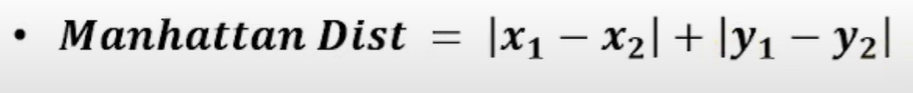 • Manhattan Dist = |x₁ − x₂| + |y₁ − y₂|